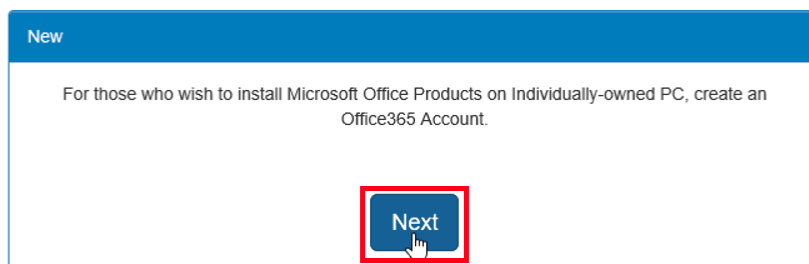 New
For those who wish to install Microsoft Office Products on Individually-owned PC, create an
Office365 Account.
Next